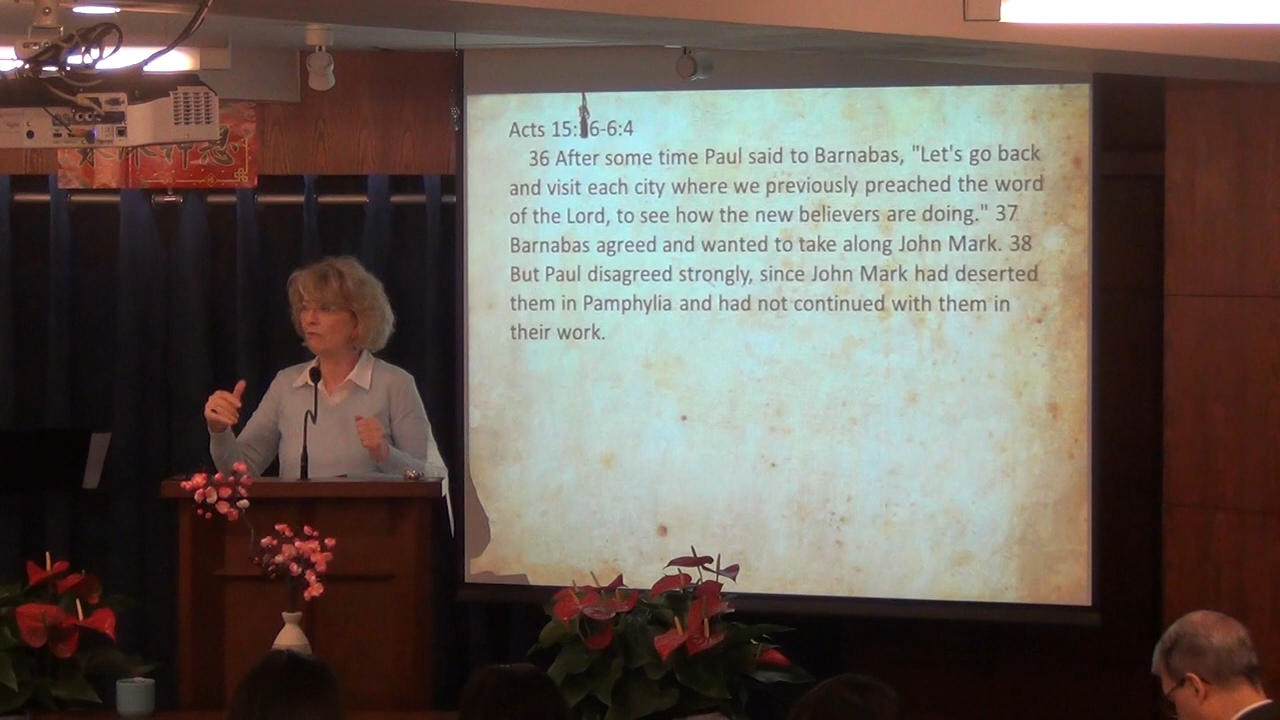 Acts 15:36-6:4
36 After some time Paul said to Barnabas, "Let's go back
and visit each city where we previously preached the word
of the Lord, to see how the new believers are doing." 37
Barnabas agreed and wanted to take along John Mark. 38
But Paul disagreed strongly, since John Mark had deserted
them in Pamphylia and had not continued with them in
their work.